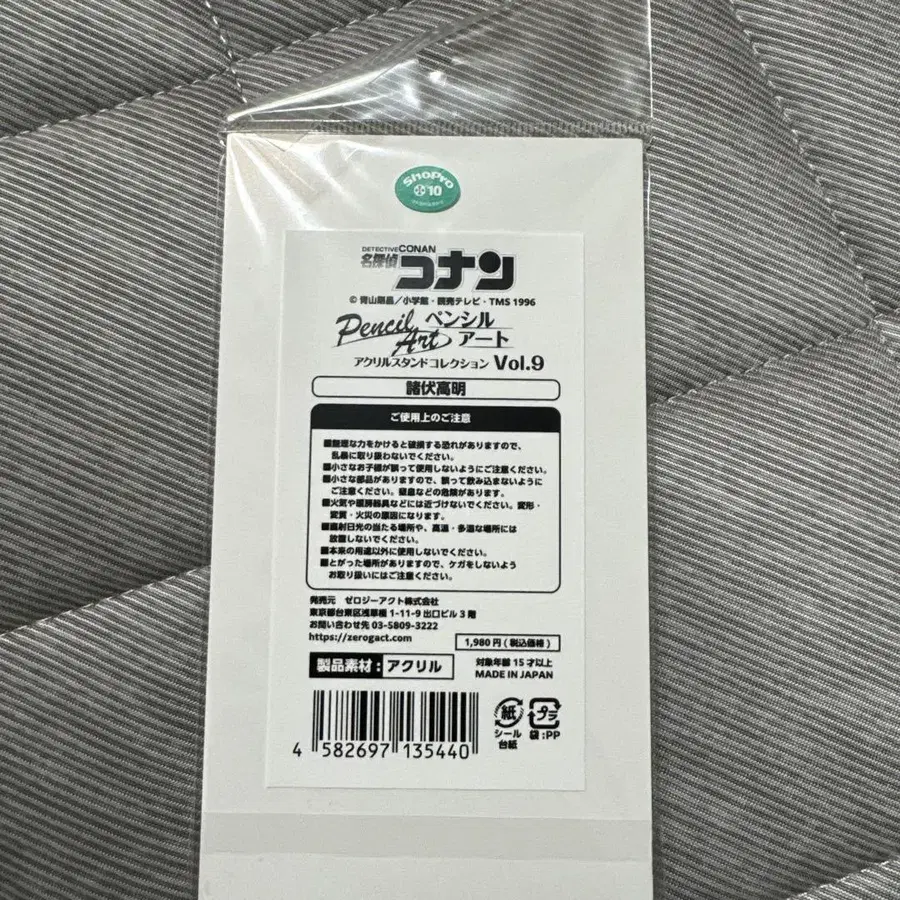 ShoPro
10
DETECTIVE CONAN
名探偵コナン
© 青山剛昌／小学館・読売テレビ・TMS 1996
Pencil Art ペンシルアート
アクリルスタンドコレクション Vol.9
諸伏高明
ご使用上のご注意
■無理な力をかけると破損する恐れがありますので、
乱暴に取り扱わないでください。
■小さなお子様が誤って使用しないようにご注意ください。
■小さな部品がありますので、誤って飲み込まないように
ご注意ください。窒息などの危険があります。
■火気や暖房器具などには近づけないでください。変形・
変質・火災の原因になります。
■直射日光の当たる場所や、高温・多湿な場所には
放置しないでください。
■本来の用途以外に使用しないでください。
■とがった場所がありますので、ケガをしないよう
お取り扱いにはご注意ください。
発売元 ゼロジーアクト株式会社
東京都台東区浅草橋 1-11-9 出口ビル 3 階
お問い合わせ先 03-5809-3222
https://zerogact.com
1,980 円 (税込価格)
製品素材：アクリル
対象年齢 15 才以上
MADE IN JAPAN
4 582697 135440
紙
シール
台紙
プラ
袋:PP